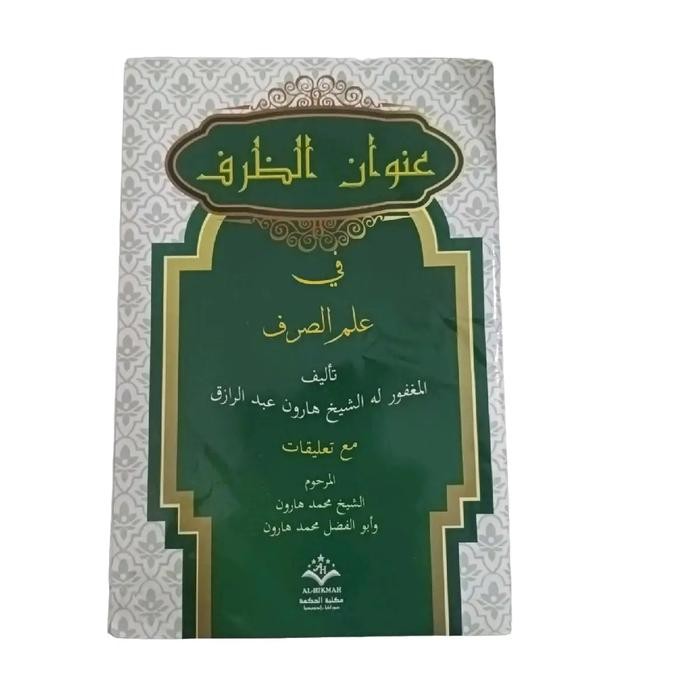 عنوان الظرف
في
علم الصرف
تأليف
المغفور له الشيخ هارون عبد الرازق
مع تعليقات
المرحوم
الشيخ محمد هارون
وأبو الفضل محمد هارون
AH
AL-HIKMAH
مكتبة الحكمة